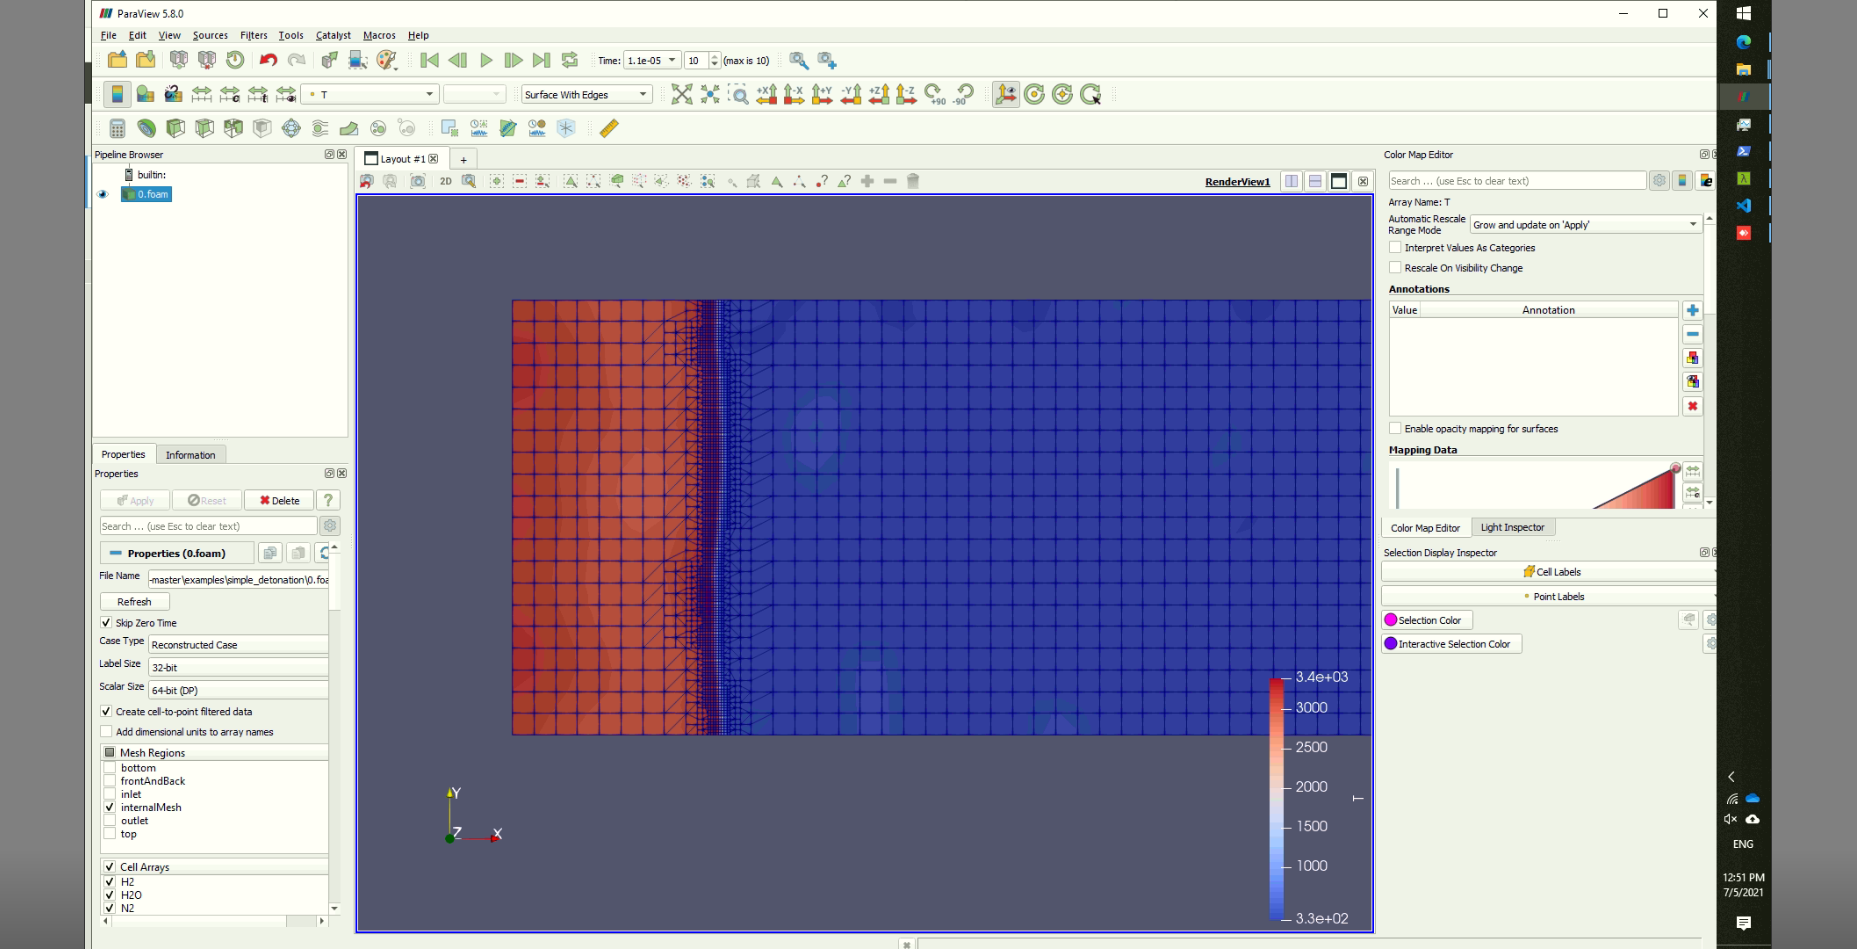 ParaView 5.8.0
File Edit View Sources Filters Tools Catalyst Macros Help
Time: 1.1e-05 10 (max is 10)
T Surface With Edges +X -X +Y -Y +Z -Z +90 -90
Pipeline Browser
builtin:
0.foam
Layout #1 +
2D RenderView1
Properties Information
Properties
Apply Reset Delete ?
Search ... (use Esc to clear text)
Properties (0.foam)
File Name -master\examples\simple_detonation\0.foa
Refresh
Skip Zero Time
Case Type Reconstructed Case
Label Size 32-bit
Scalar Size 64-bit (DP)
Create cell-to-point filtered data
Add dimensional units to array names
Mesh Regions
bottom
frontAndBack
inlet
internalMesh
outlet
top
Cell Arrays
H2
H2O
N2
Y
Z X
3.4e+03
3000
2500
2000
1500
1000
3.3e+02
T
Color Map Editor
Search ... (use Esc to clear text)
Array Name: T
Automatic Rescale
Range Mode
Grow and update on 'Apply'
Interpret Values As Categories
Rescale On Visibility Change
Annotations
Value Annotation
Enable opacity mapping for surfaces
Mapping Data
Color Map Editor Light Inspector
Selection Display Inspector
Cell Labels
Point Labels
Selection Color
Interactive Selection Color
ENG
12:51 PM
7/5/2021